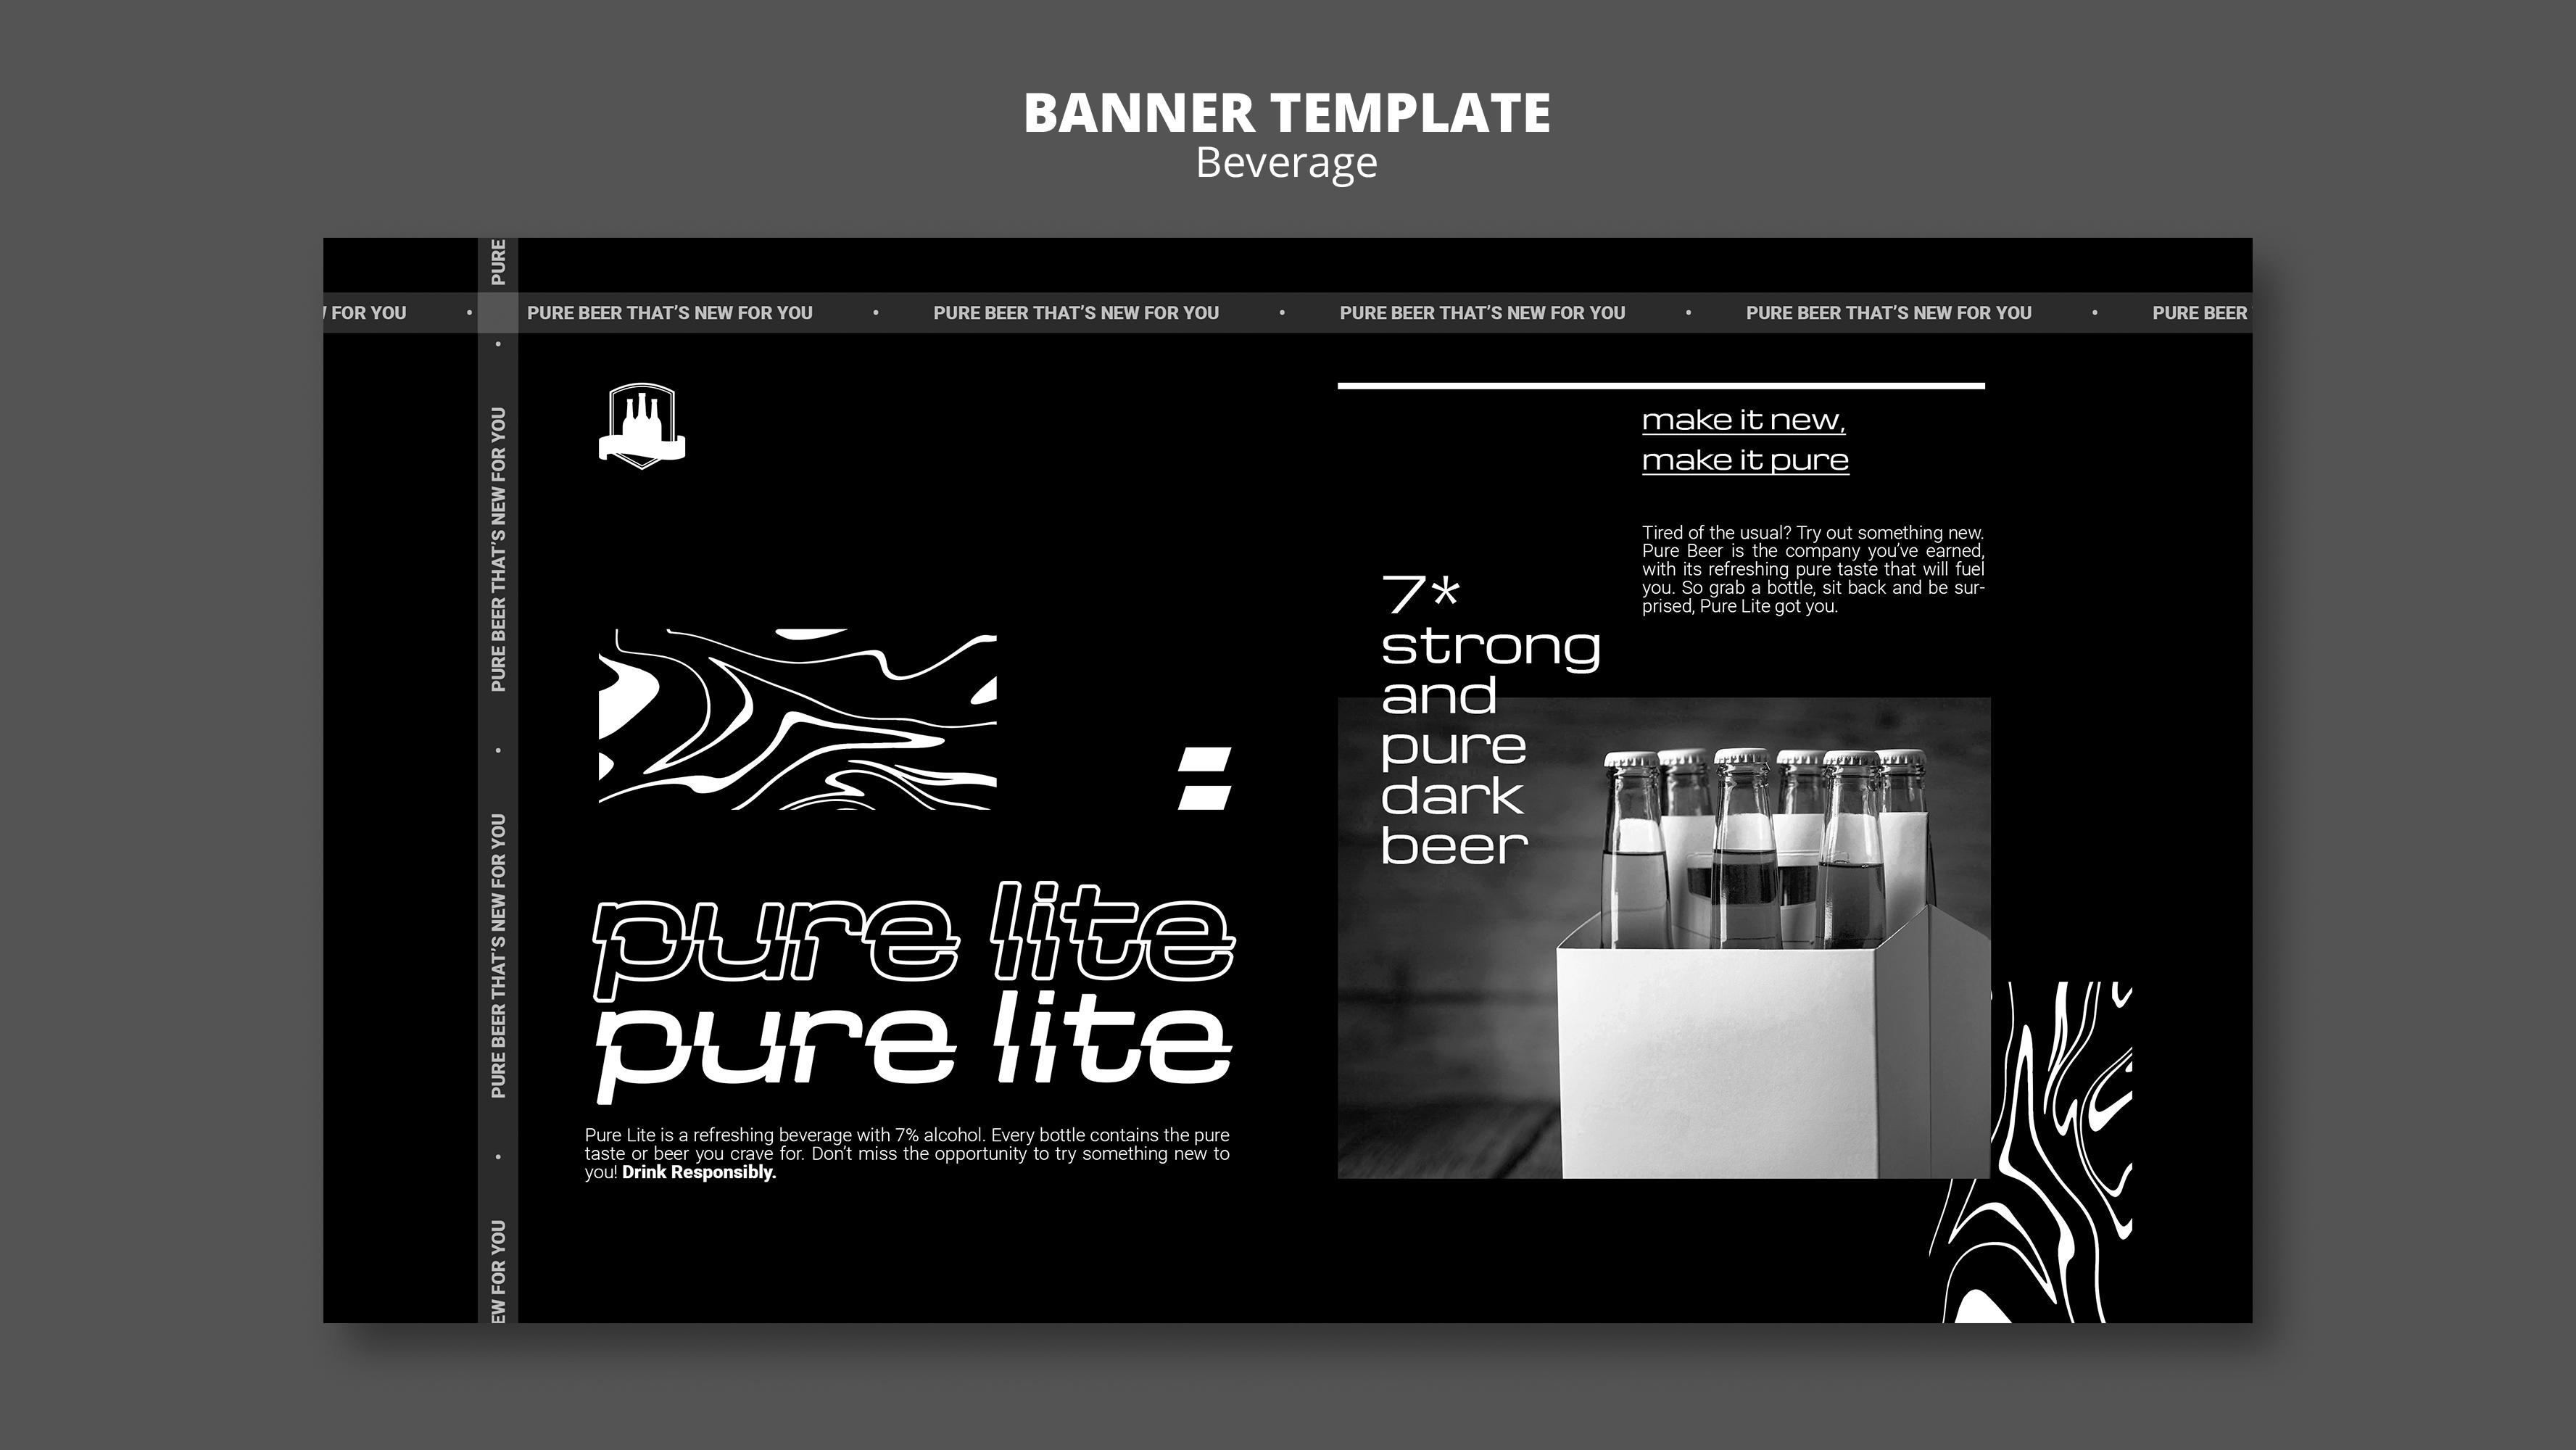 BANNER TEMPLATE
Beverage
PURE
/ FOR YOU • PURE BEER THAT’S NEW FOR YOU • PURE BEER THAT’S NEW FOR YOU • PURE BEER THAT’S NEW FOR YOU • PURE BEER THAT’S NEW FOR YOU • PURE BEER
• PURE BEER THAT’S NEW FOR YOU
• PURE BEER THAT’S NEW FOR YOU
• EW FOR YOU
make it new,
make it pure
Tired of the usual? Try out something new.
Pure Beer is the company you’ve earned,
with its refreshing pure taste that will fuel
you. So grab a bottle, sit back and be sur-
prised, Pure Lite got you.
7*
strong
and
pure
dark
beer
pure lite
pure lite
Pure Lite is a refreshing beverage with 7% alcohol. Every bottle contains the pure
taste or beer you crave for. Don’t miss the opportunity to try something new to
you! Drink Responsibly.